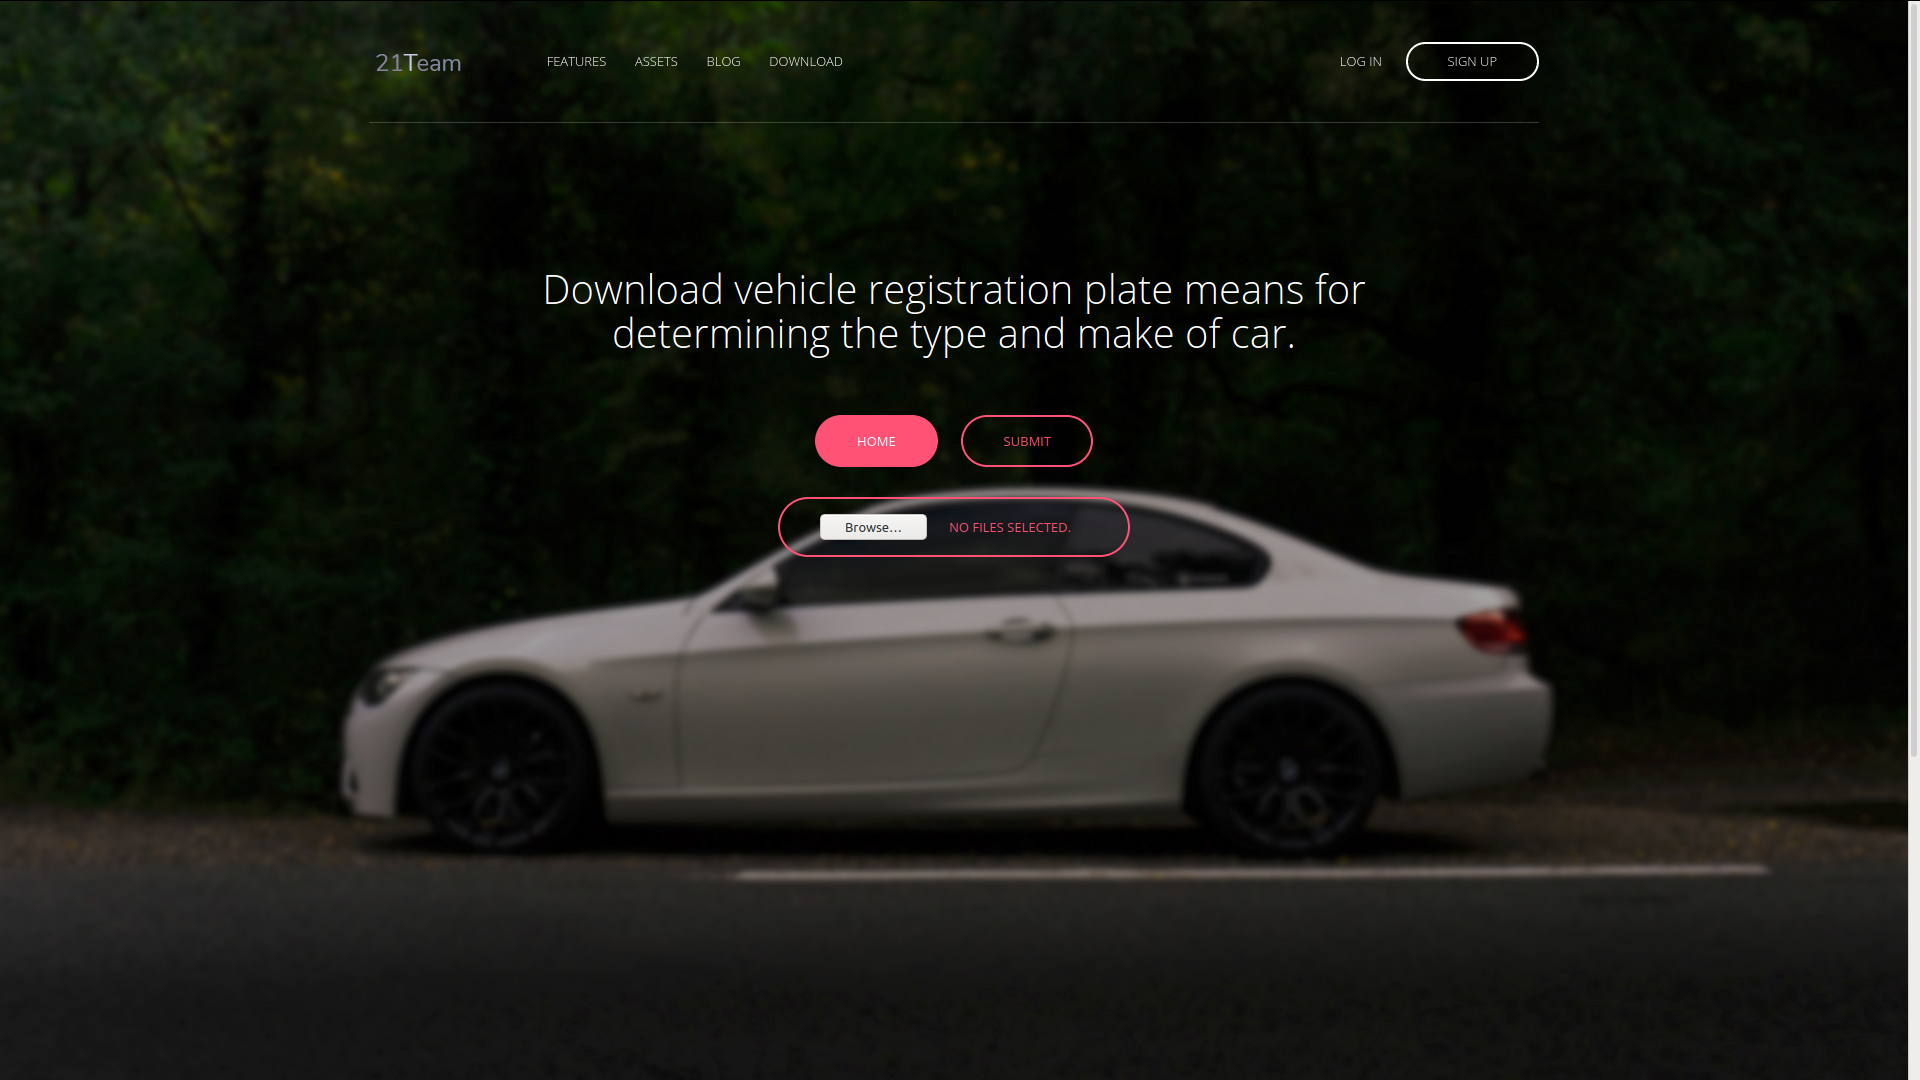 21Team
FEATURES ASSETS BLOG DOWNLOAD
LOG IN SIGN UP
Download vehicle registration plate means for
determining the type and make of car.
HOME SUBMIT
Browse... NO FILES SELECTED.